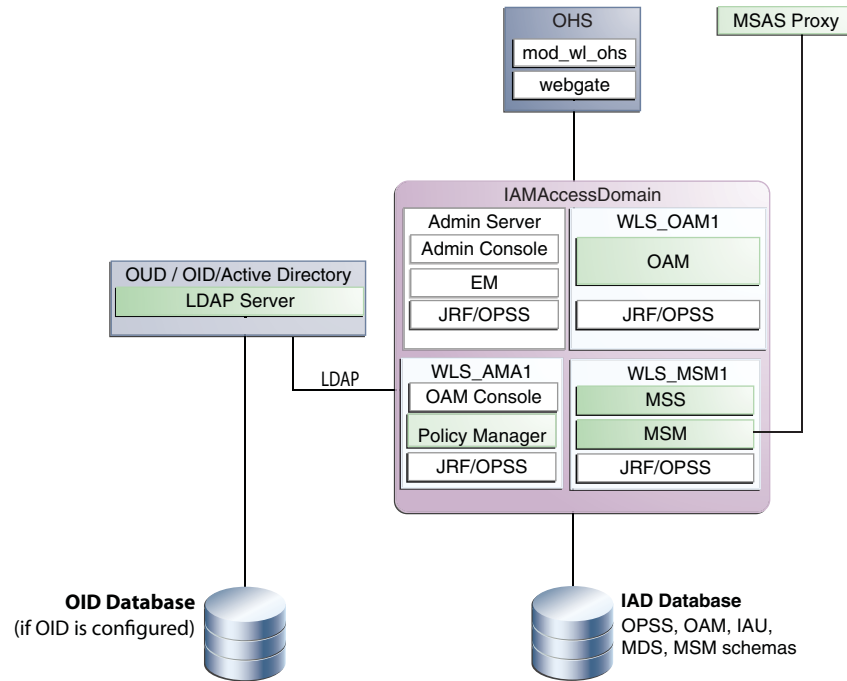 OHS
mod_wl_ohs
webgate
MSAS Proxy
IAMAccessDomain
Admin Server
Admin Console
EM
JRF/OPSS
WLS_OAM1
OAM
JRF/OPSS
OUD / OID/Active Directory
LDAP Server
LDAP
WLS_AMA1
OAM Console
Policy Manager
JRF/OPSS
WLS_MSM1
MSS
MSM
JRF/OPSS
OID Database
(if OID is configured)
IAD Database
OPSS, OAM, IAU,
MDS, MSM schemas